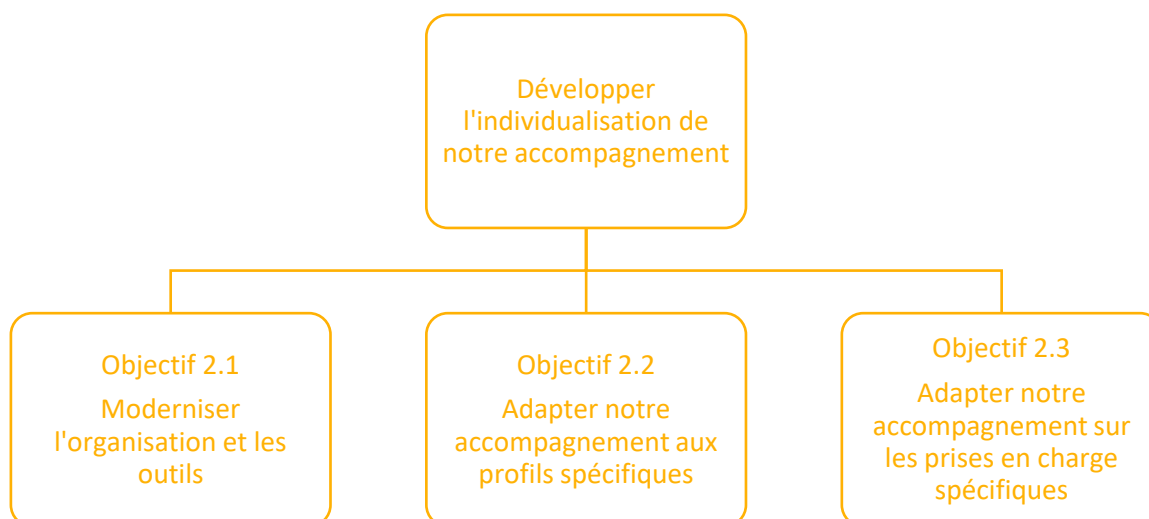 Développer
l'individualisation de
notre accompagnement
Objectif 2.1
Moderniser
l'organisation et les
outils
Objectif 2.2
Adapter notre
accompagnement aux
profils spécifiques
Objectif 2.3
Adapter notre
accompagnement sur
les prises en charge
spécifiques